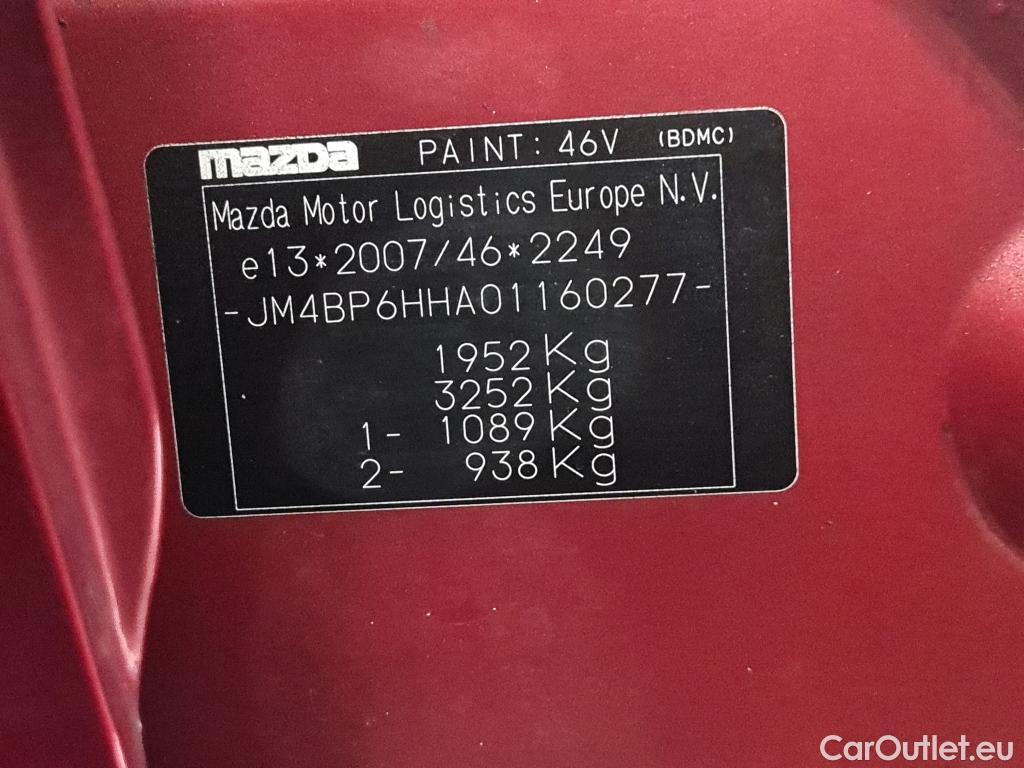 mazda PAINT: 46V (BDMC)
Mazda Motor Logistics Europe N.V.
e13*2007/46*2249
-JM4BP6HHA01160277-
1952 Kg
3252 Kg
1- 1089 Kg
2- 938 Kg
CarOutlet.eu